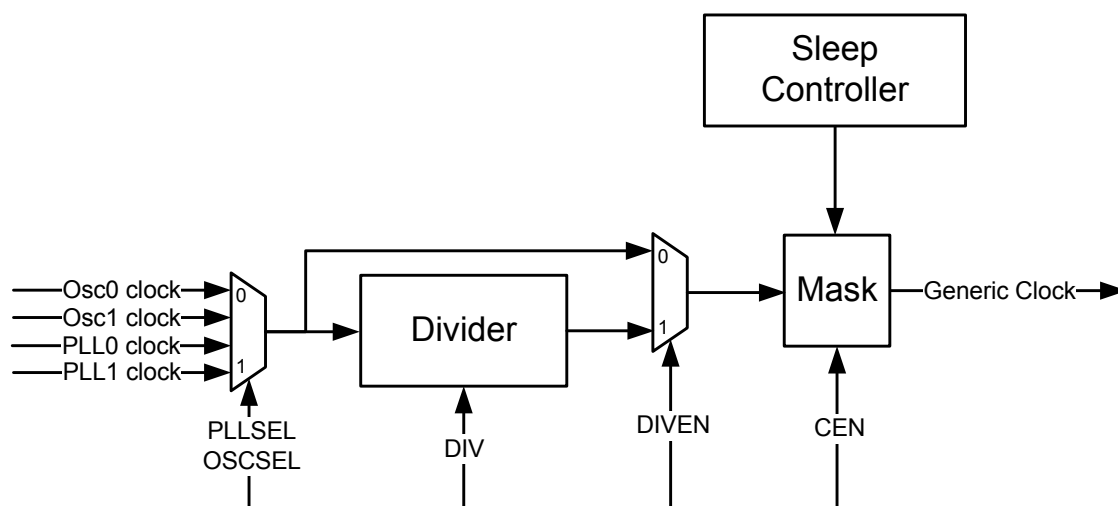 Sleep
Controller
Osc0 clock
Osc1 clock
PLL0 clock
PLL1 clock
0
1
Divider
0
1
Mask
Generic Clock
PLLSEL
OSCSEL
DIV
DIVEN
CEN